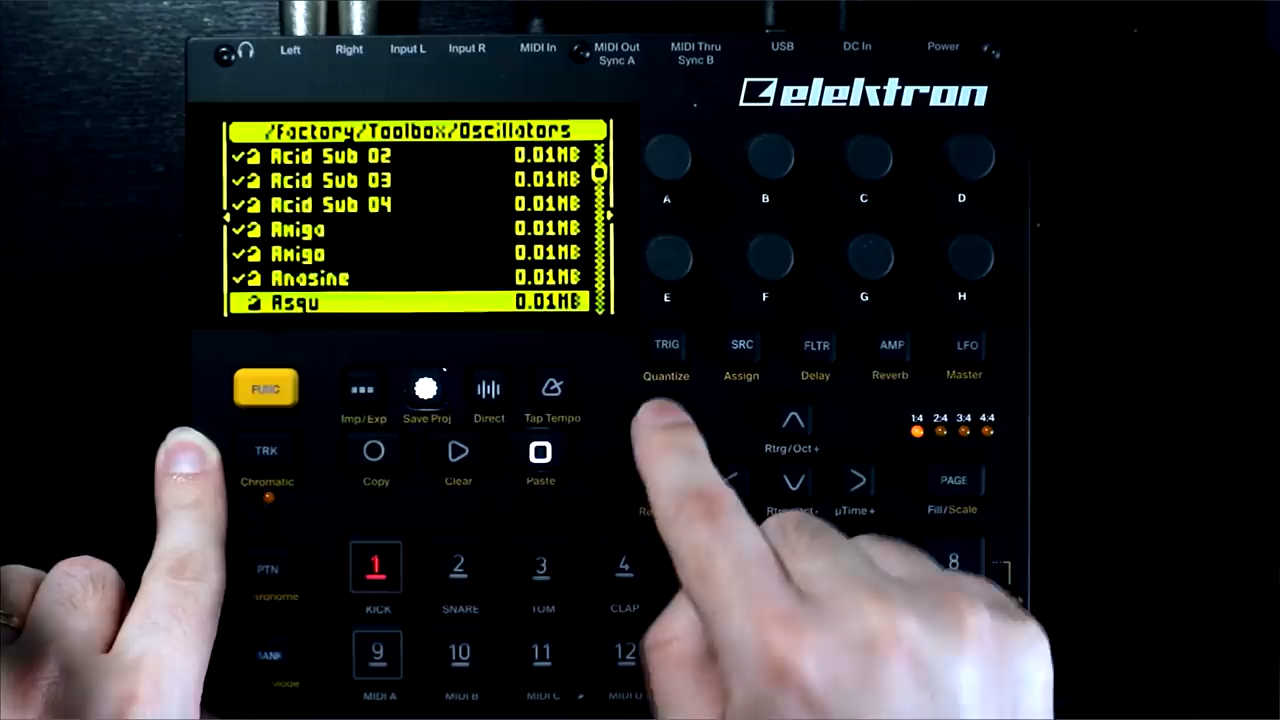 Left Right Input L Input R MIDI In MIDI Out MIDI Thru USB DC In Power
Sync A Sync B
elektron
/Factory/Toolbox/Oscillators
Acid Sub 02 0.01MB
Acid Sub 03 0.01MB
Acid Sub 04 0.01MB
Amiga 0.01MB
Amigo 0.01MB
Anasine 0.01MB
Asqu 0.01MB
A B C D
E F G H
TRIG SRC FLTR AMP LFO
Quantize Assign Delay Reverb Master
FUNC
Imp/Exp Save Proj Direct Tap Tempo
1:4 2:4 3:4 4:4
Rtrg/Oct+
TRK
Chromatic
Copy Clear Paste
PAGE
µTime+ Fill/Scale
PTN
1 2 3 4 8
KICK SNARE TOM CLAP
9 10 11 12
MIDI A MIDI B MIDI C